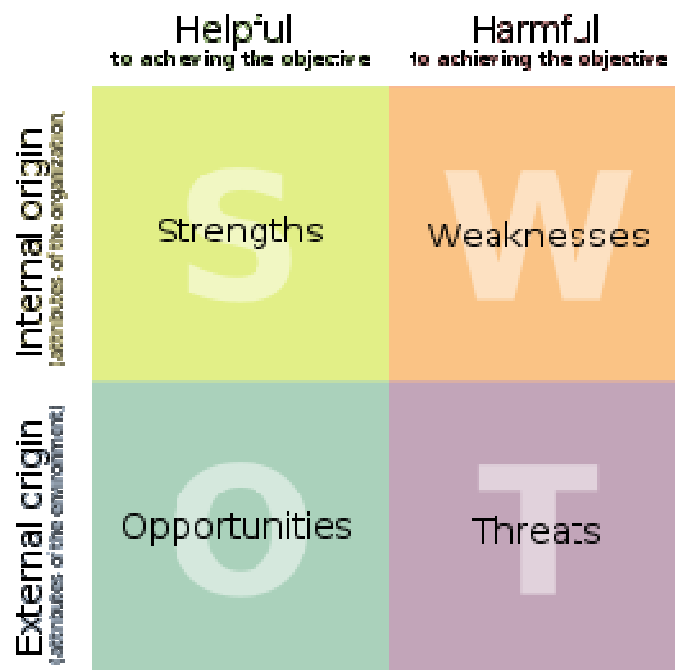 Helpful
to achieving the objective
Harmful
to achieving the objective
Internal origin
(attributes of the organization)
S
Strengths
W
Weaknesses
External origin
(attributes of the environment)
O
Opportunities
T
Threats